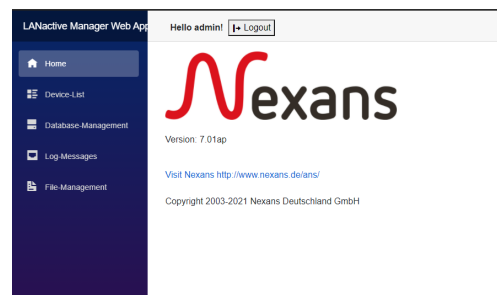 LANactive Manager Web App
Hello admin! Logout
Home
Device-List
Database-Management
Log-Messages
File-Management
Nexans
Version: 7.01ap
Visit Nexans http://www.nexans.de/ans/
Copyright 2003-2021 Nexans Deutschland GmbH